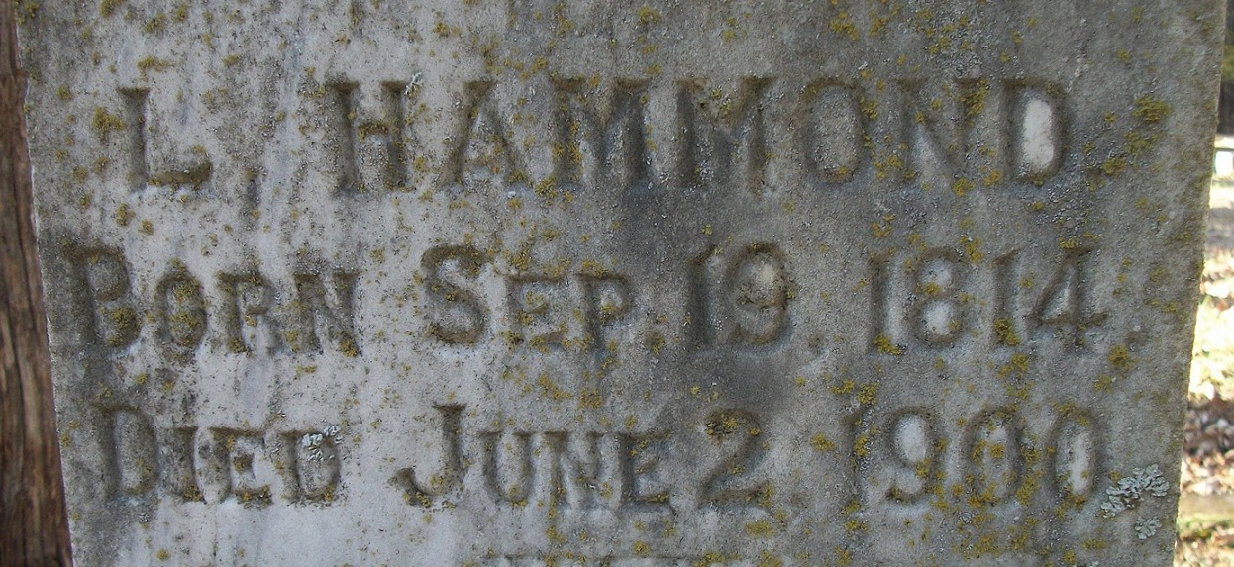 L. HAMMOND
BORN SEP. 19. 1814.
DIED JUNE 2. 1900